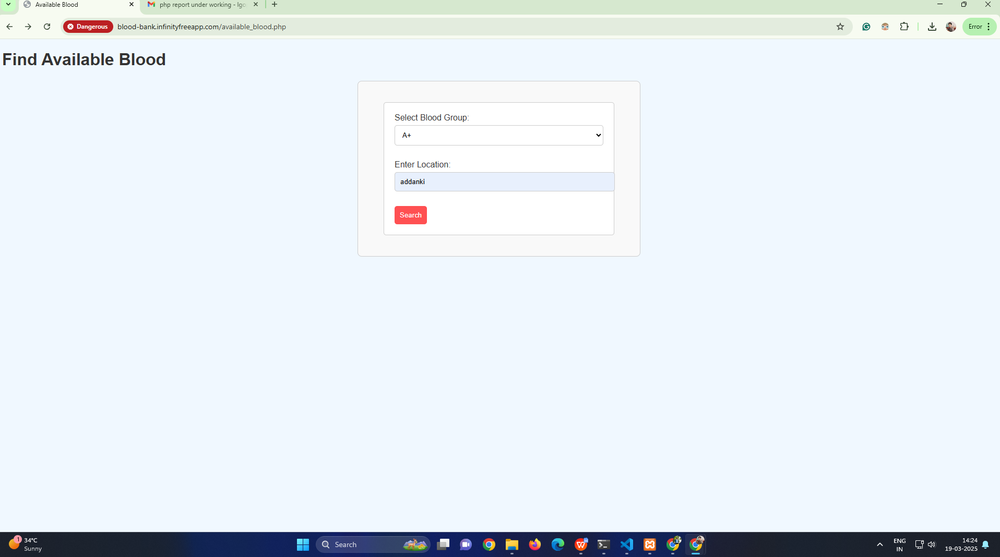 Available Blood
php report under working - lgo
Dangerous
blood-bank.infinityfreeapp.com/available_blood.php
Error
Find Available Blood
Select Blood Group:
A+
Enter Location:
addanki
Search
1
34°C
Sunny
Search
ENG
IN
14:24
19-03-2025